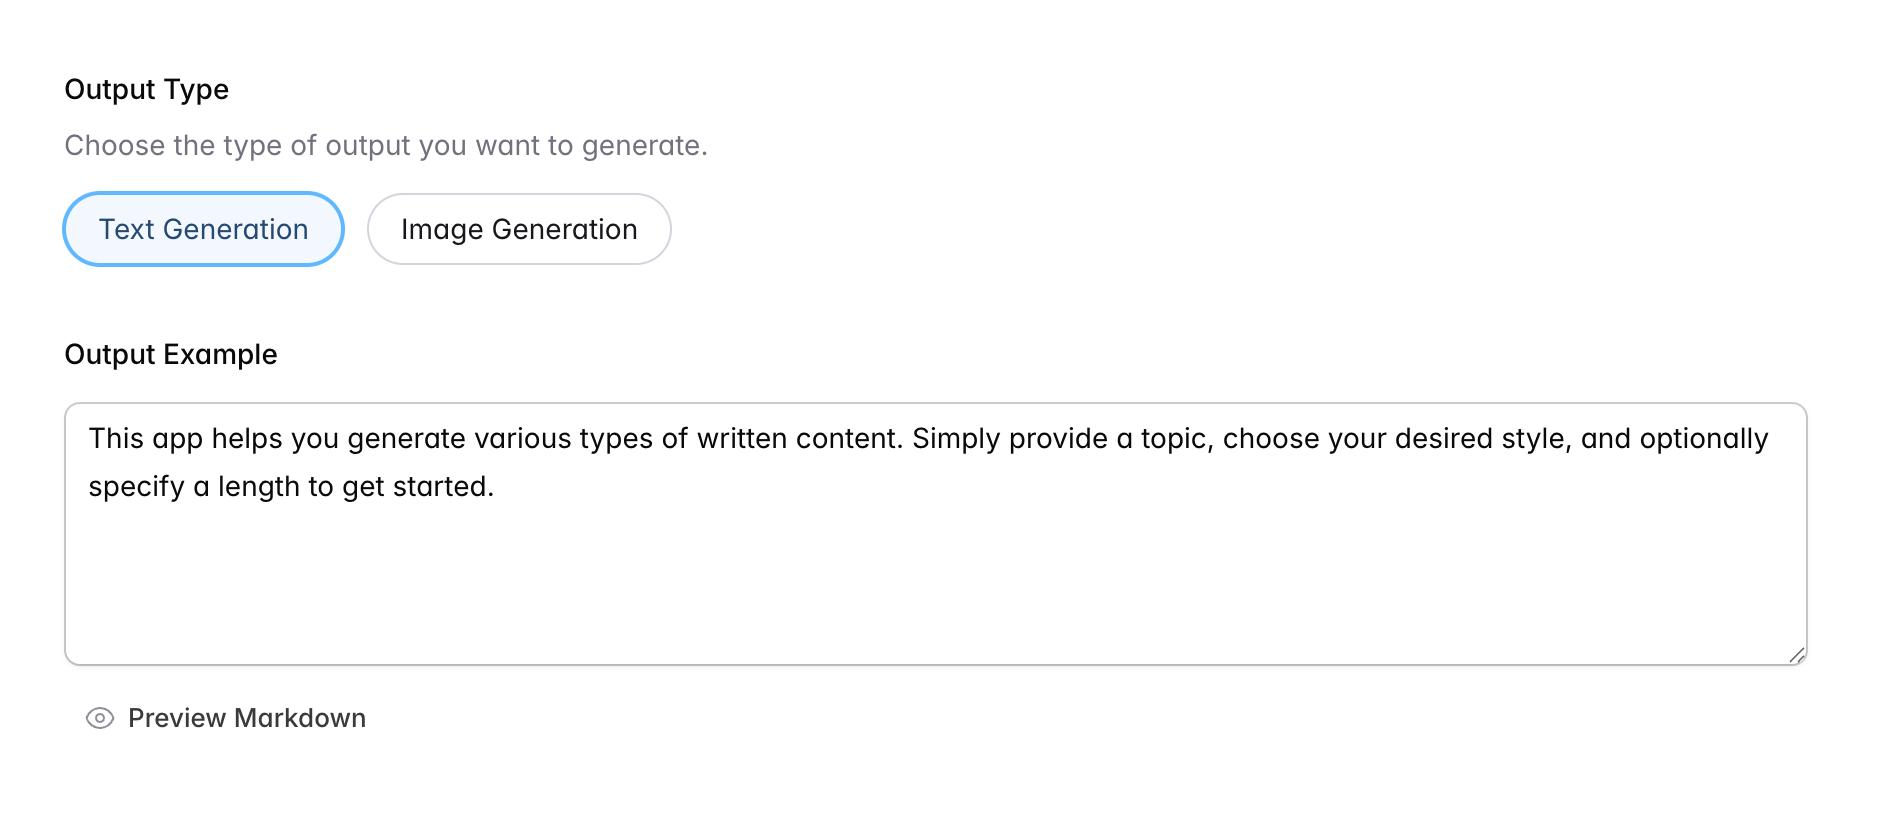 Output Type
Choose the type of output you want to generate.
Text Generation
Image Generation
Output Example
This app helps you generate various types of written content. Simply provide a topic, choose your desired style, and optionally
specify a length to get started.
Preview Markdown